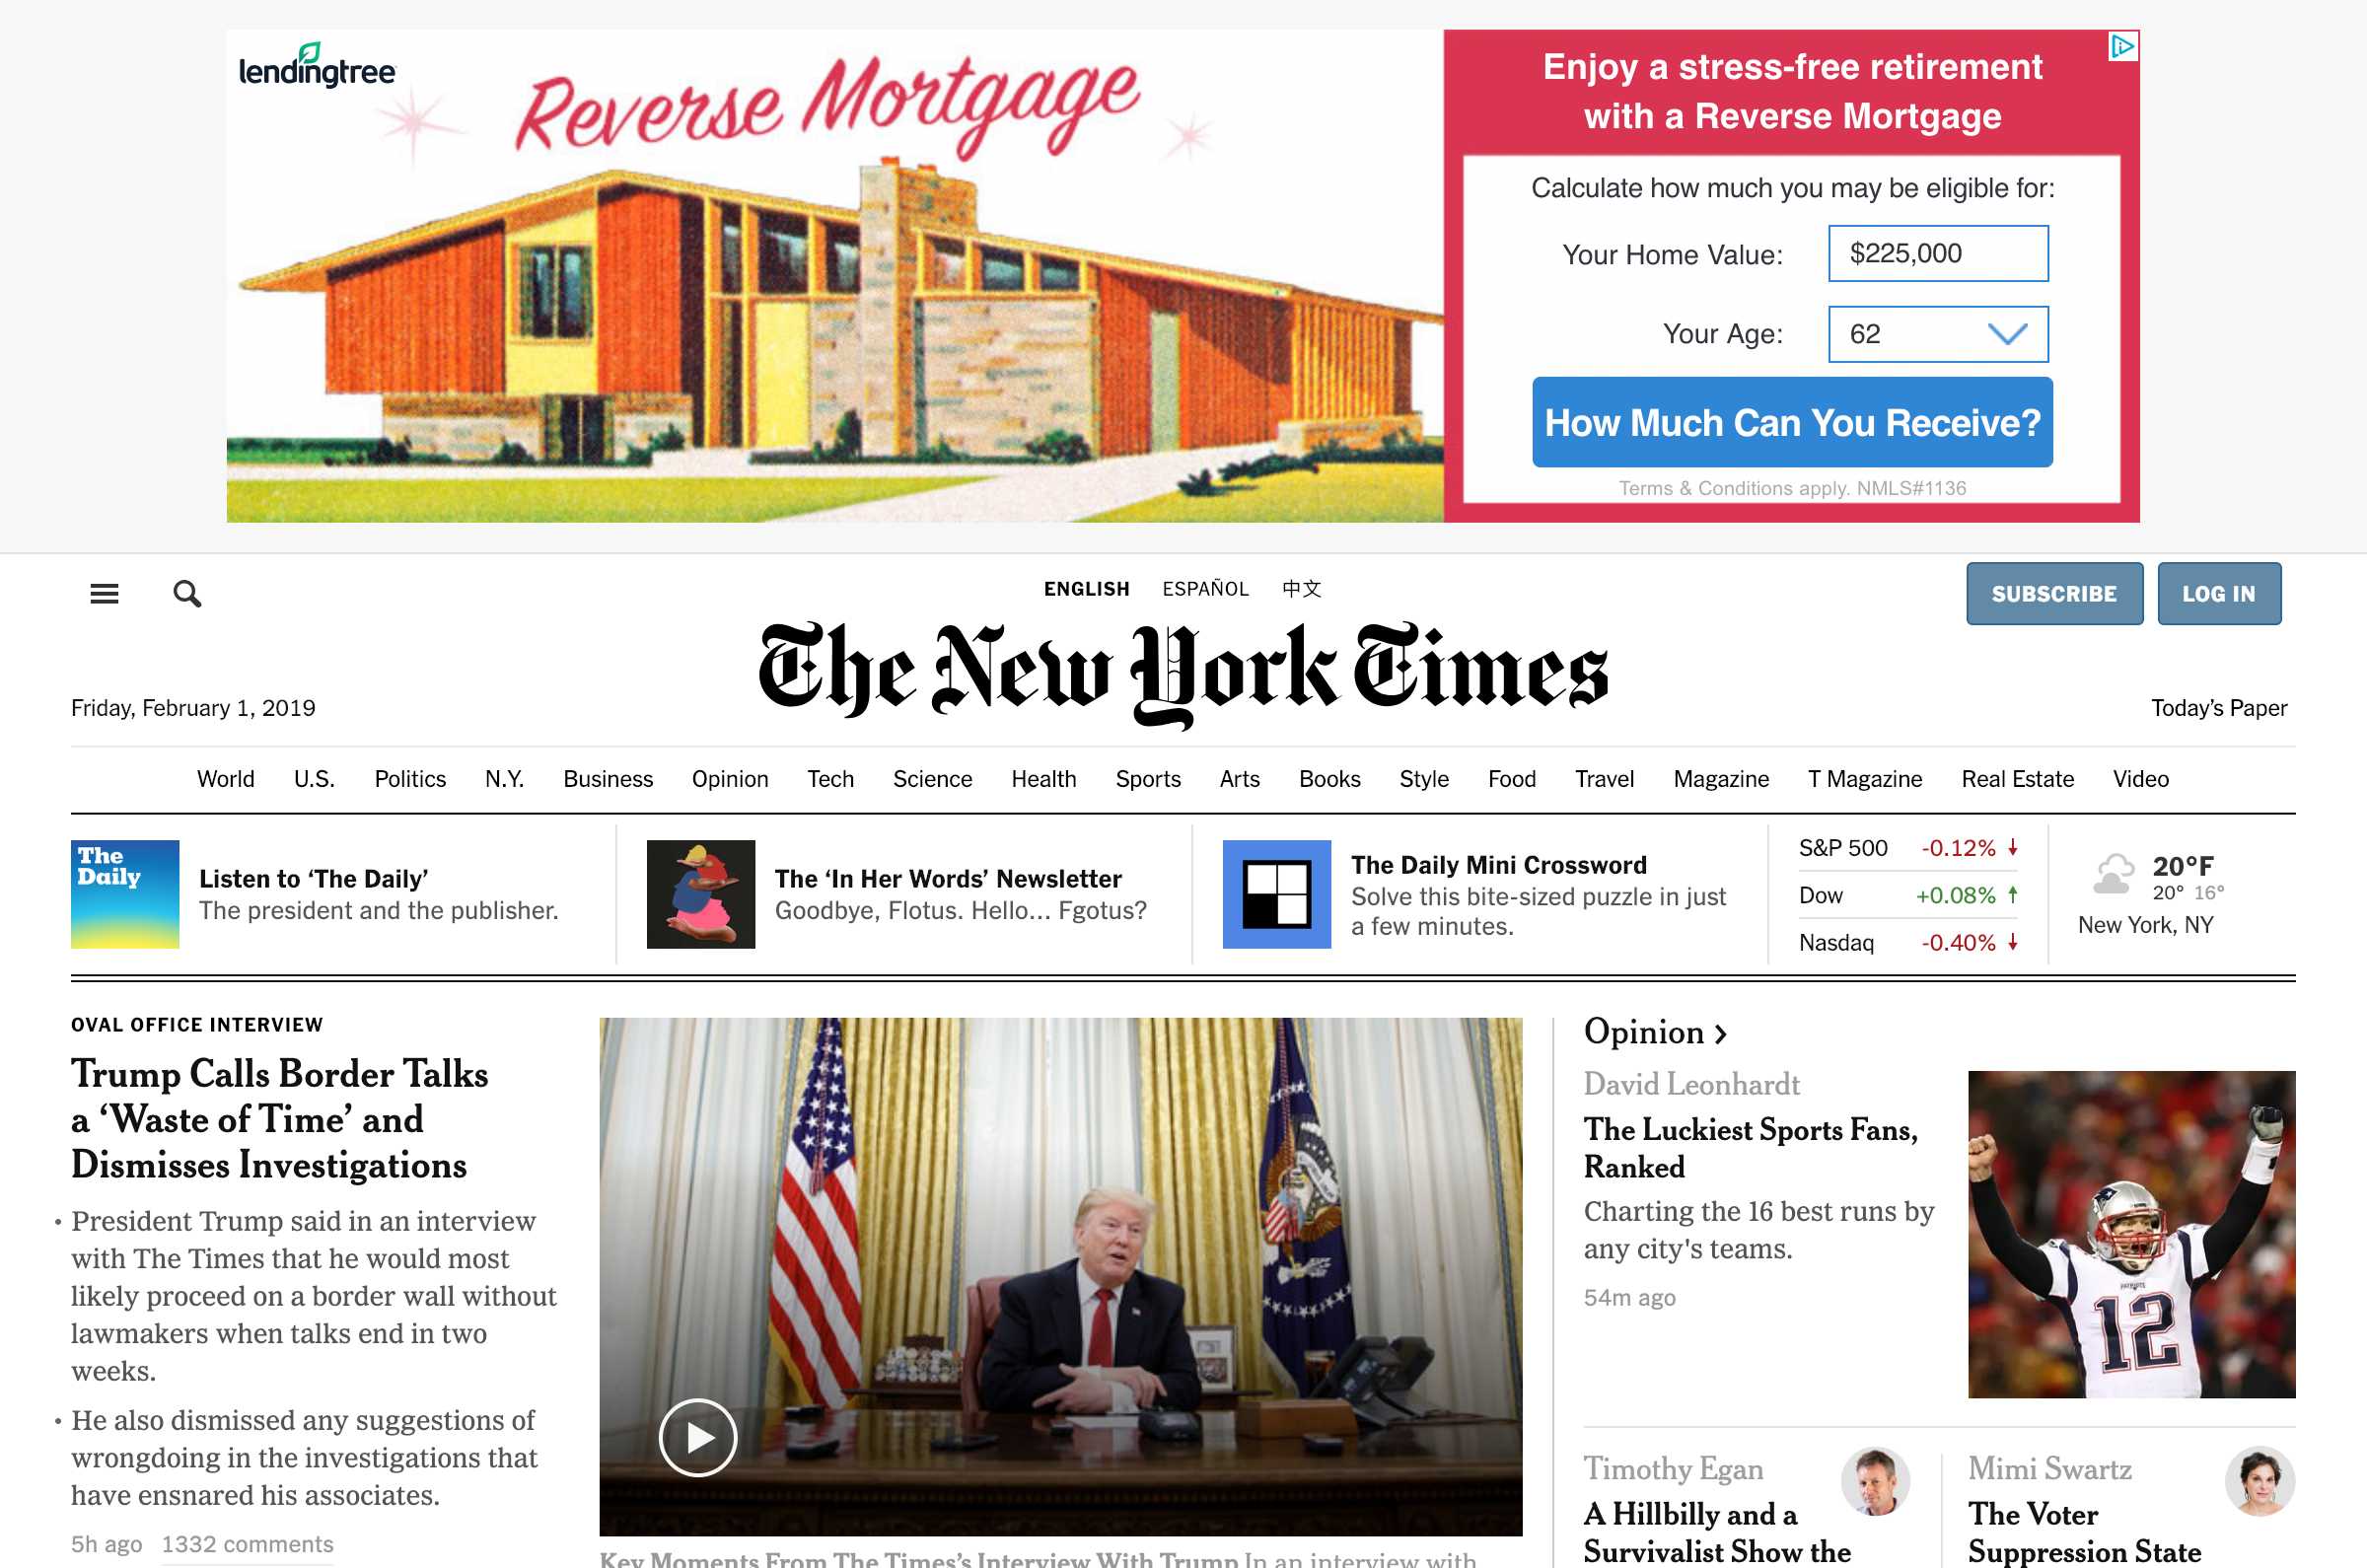 lendingtree
Reverse Mortgage
Enjoy a stress-free retirement
with a Reverse Mortgage
Calculate how much you may be eligible for:
Your Home Value: $225,000
Your Age: 62
How Much Can You Receive?
Terms & Conditions apply. NMLS#1136
ENGLISH ESPAÑOL 中文
SUBSCRIBE LOG IN
The New York Times
Friday, February 1, 2019
Today’s Paper
World U.S. Politics N.Y. Business Opinion Tech Science Health Sports Arts Books Style Food Travel Magazine T Magazine Real Estate Video
The
Daily
Listen to ‘The Daily’
The president and the publisher.
The ‘In Her Words’ Newsletter
Goodbye, Flotus. Hello… Fgotus?
The Daily Mini Crossword
Solve this bite-sized puzzle in just
a few minutes.
S&P 500 -0.12%
Dow +0.08%
Nasdaq -0.40%
20°F
20° 16°
New York, NY
OVAL OFFICE INTERVIEW
Trump Calls Border Talks
a ‘Waste of Time’ and
Dismisses Investigations
• President Trump said in an interview
with The Times that he would most
likely proceed on a border wall without
lawmakers when talks end in two
weeks.
• He also dismissed any suggestions of
wrongdoing in the investigations that
have ensnared his associates.
5h ago 1332 comments
Key Moments From The Times’s Interview With Trump In an interview with
Opinion
David Leonhardt
The Luckiest Sports Fans,
Ranked
Charting the 16 best runs by
any city's teams.
54m ago
PATRIOTS
12
Timothy Egan
A Hillbilly and a
Survivalist Show the
Mimi Swartz
The Voter
Suppression State